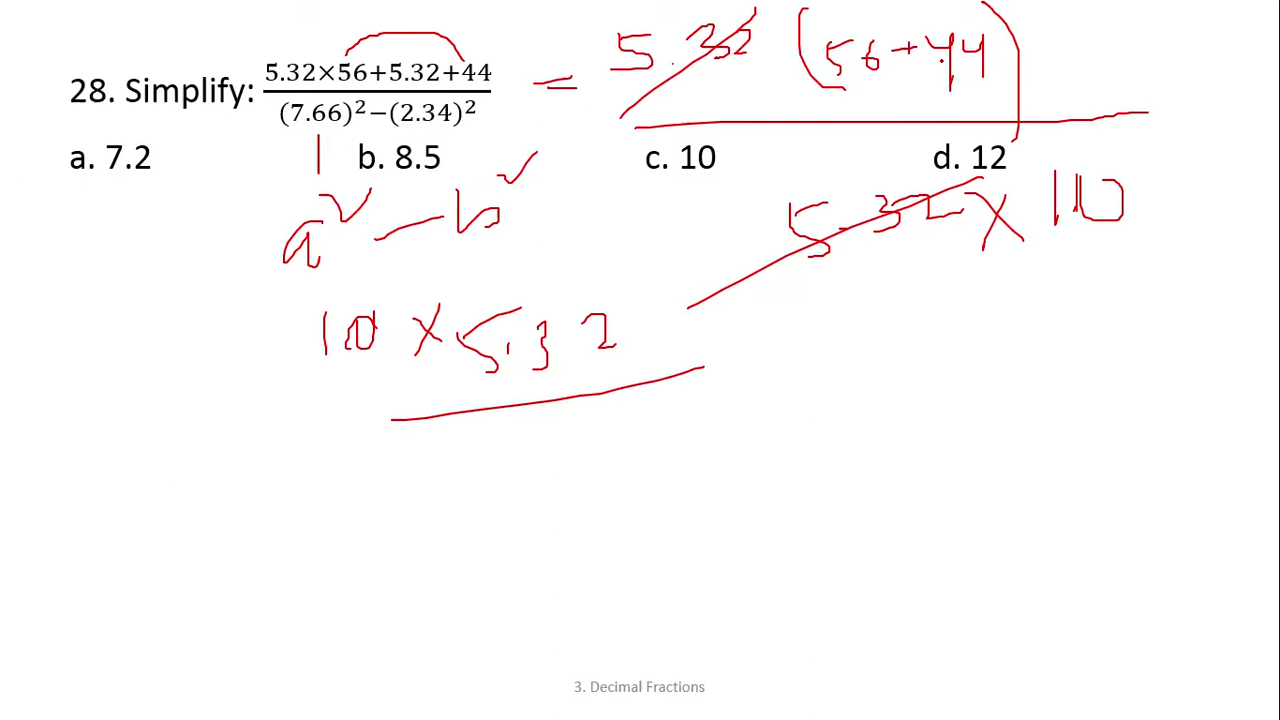 28. Simplify: (5.32×56+5.32+44)/((7.66)²−(2.34)²) = 5.32 (56+44)
a. 7.2 b. 8.5 c. 10 d. 12
a² − b² 5.32 × 10
10 × 5.32
3. Decimal Fractions